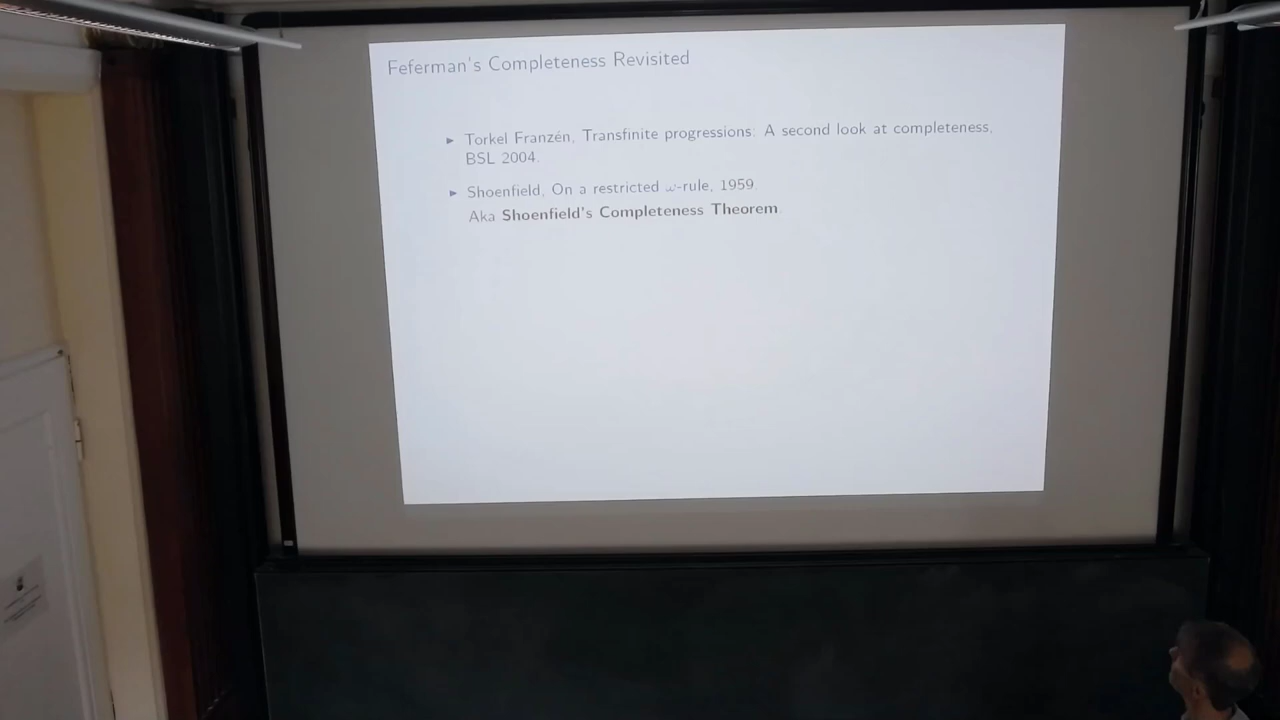 Feferman's Completeness Revisited
► Torkel Franzén, Transfinite progressions: A second look at completeness,
BSL 2004.
► Shoenfield, On a restricted ω-rule, 1959.
Aka Shoenfield's Completeness Theorem.